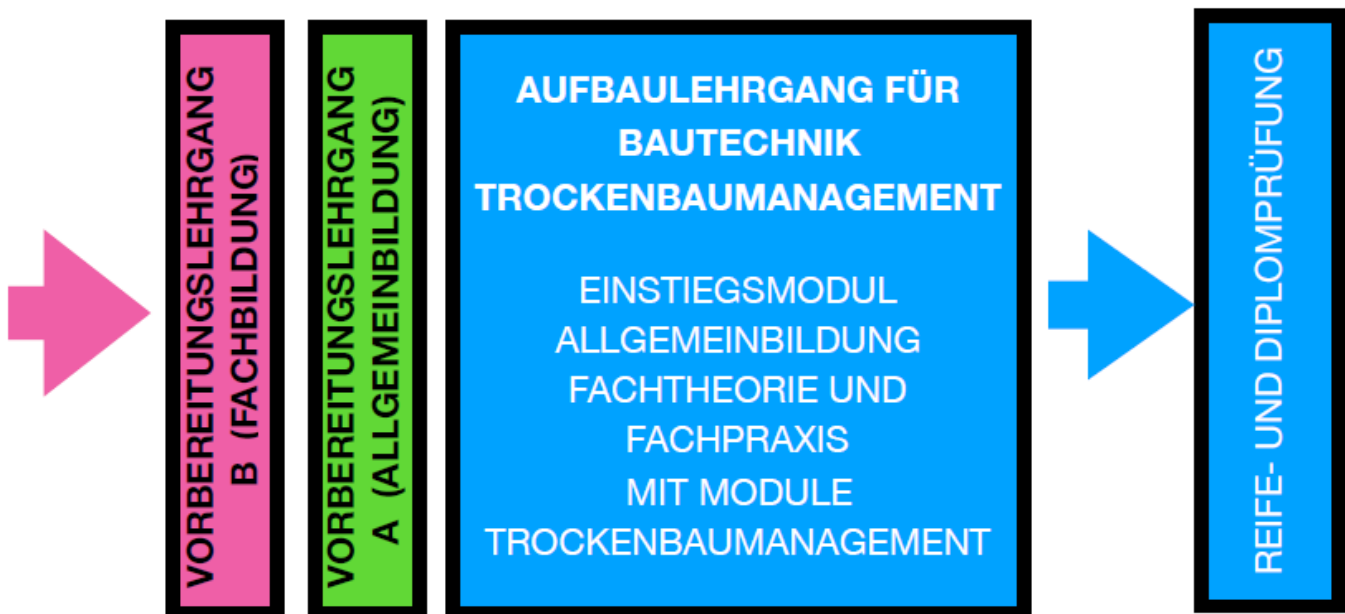 VORBEREITUNGSLEHRGANG
B (FACHBILDUNG)
VORBEREITUNGSLEHRGANG
A (ALLGEMEINBILDUNG)
AUFBAULEHRGANG FÜR
BAUTECHNIK
TROCKENBAUMANAGEMENT
EINSTIEGSMODUL
ALLGEMEINBILDUNG
FACHTHEORIE UND
FACHPRAXIS
MIT MODULE
TROCKENBAUMANAGEMENT
REIFE- UND DIPLOMPRÜFUNG